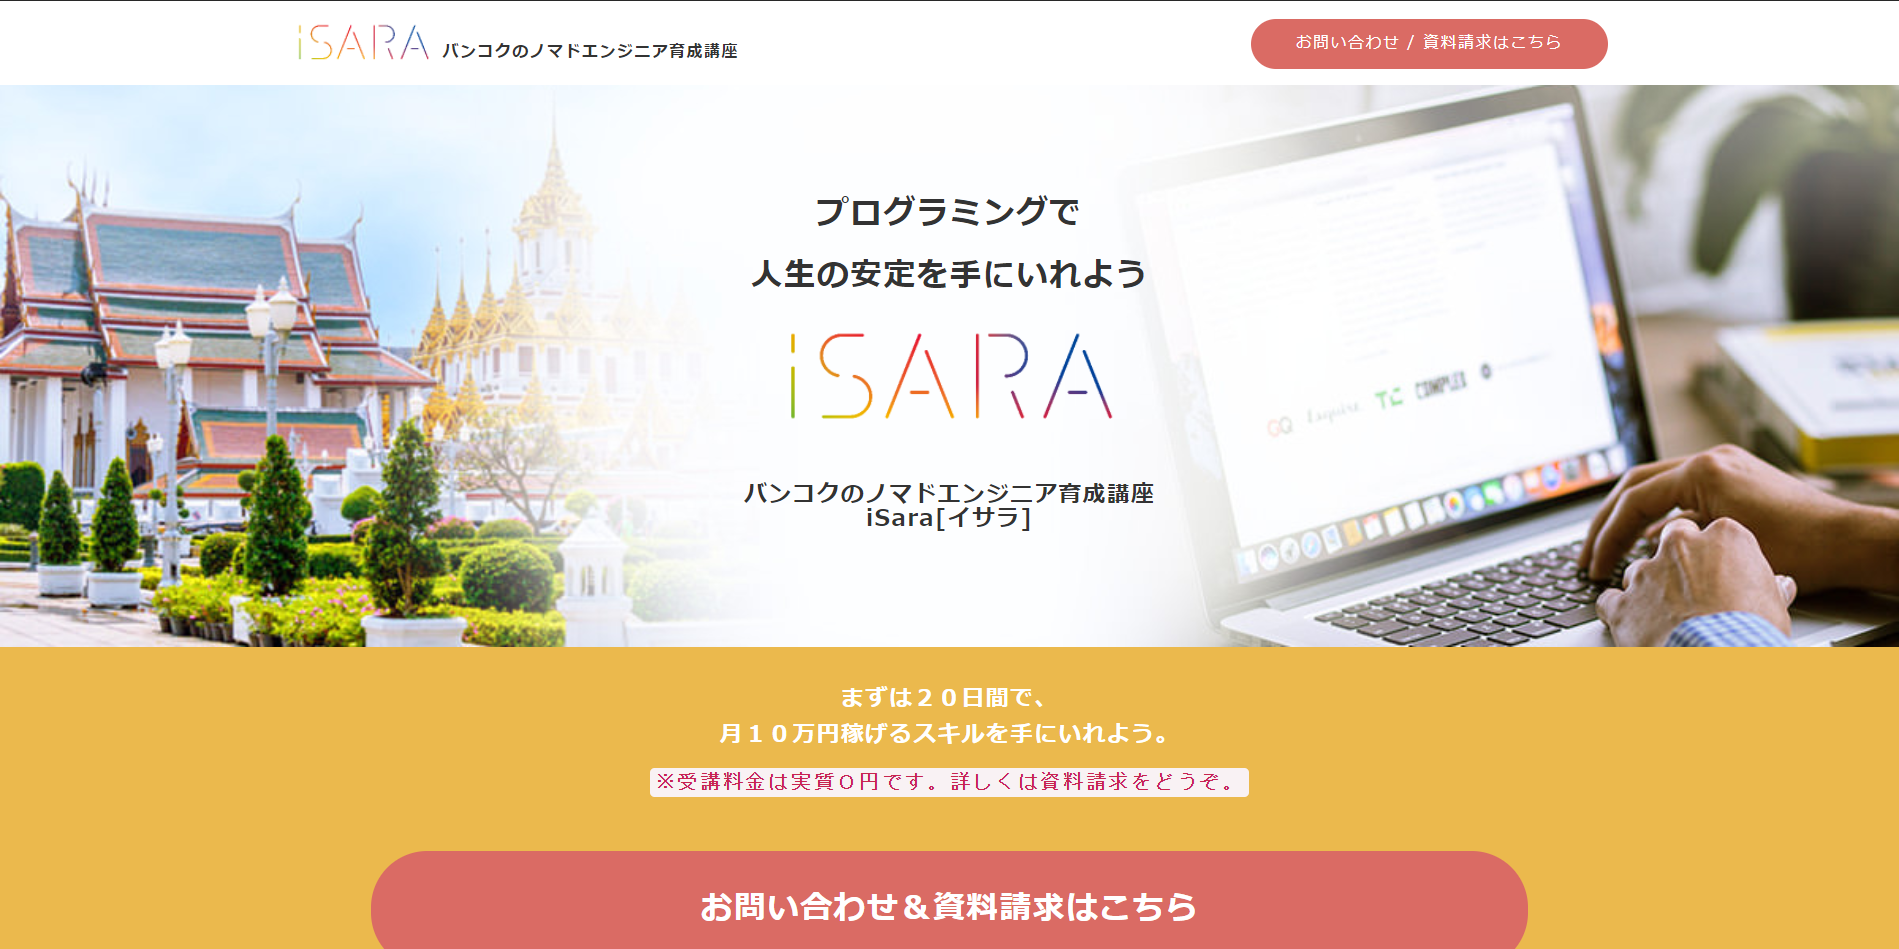 iSARA バンコクのノマドエンジニア育成講座
お問い合わせ / 資料請求はこちら
プログラミングで
人生の安定を手にいれよう
iSARA
バンコクのノマドエンジニア育成講座
iSara[イサラ]
GQ Esquire TC COMPLEX
まずは２０日間で、
月１０万円稼げるスキルを手にいれよう。
※受講料金は実質０円です。詳しくは資料請求をどうぞ。
お問い合わせ＆資料請求はこちら